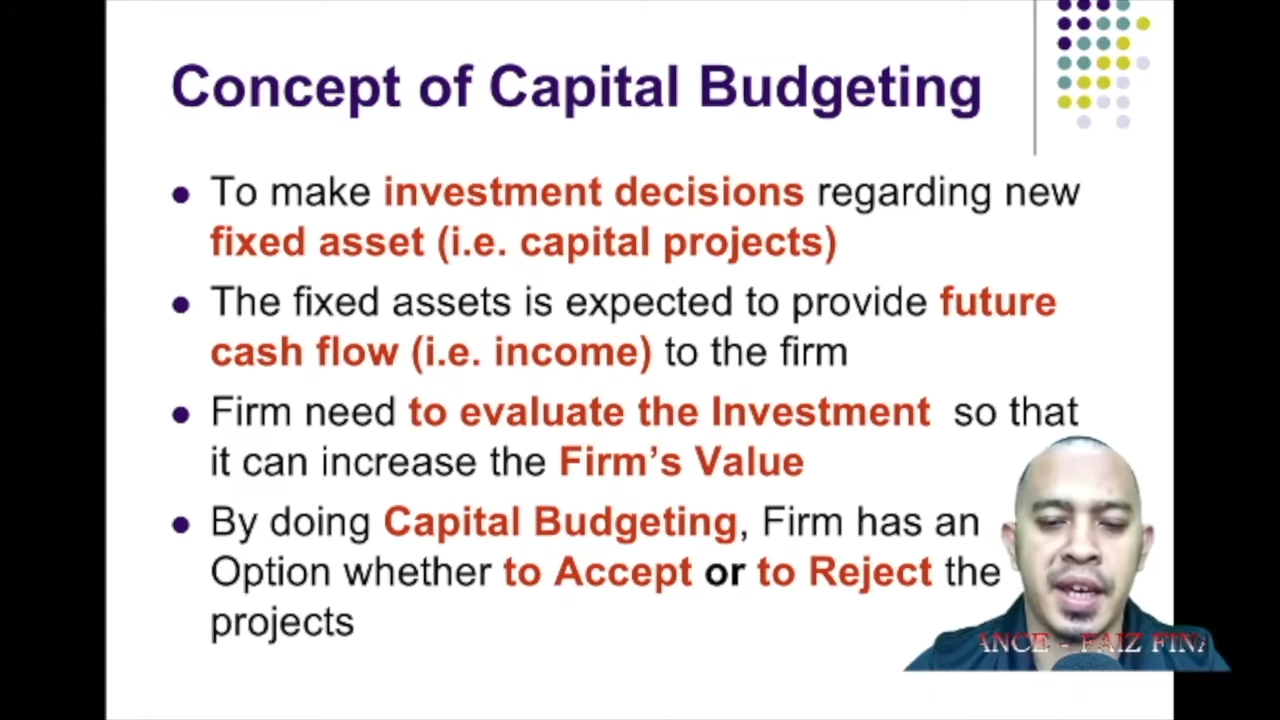 Concept of Capital Budgeting
To make investment decisions regarding new
fixed asset (i.e. capital projects)
The fixed assets is expected to provide future
cash flow (i.e. income) to the firm
Firm need to evaluate the Investment so that
it can increase the Firm's Value
By doing Capital Budgeting, Firm has an
Option whether to Accept or to Reject the
projects
- FAIZ